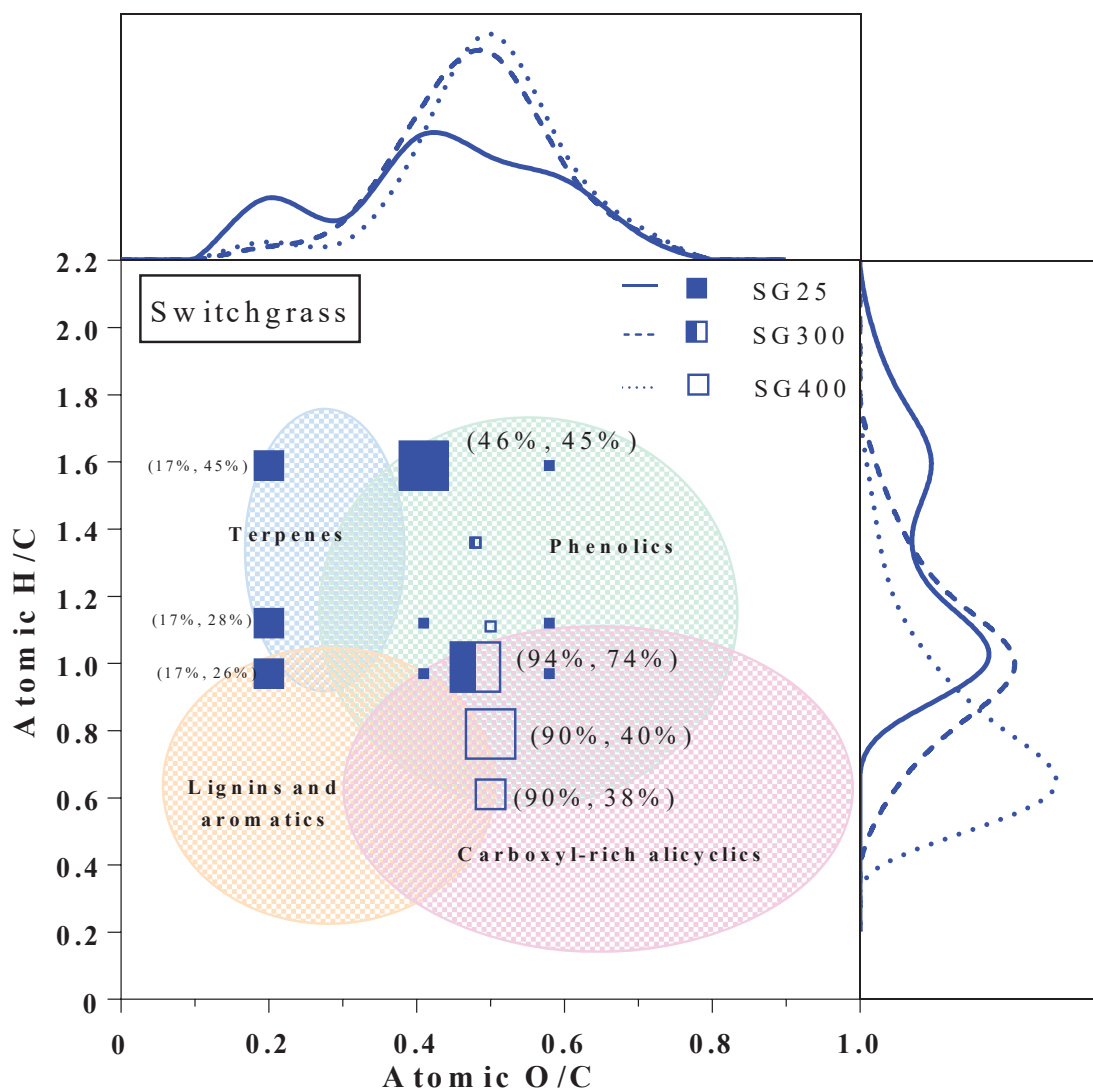 2.2
Switchgrass
SG25
2.0
SG300
1.8
SG400
(46%, 45%)
1.6
(17%, 45%)
Terpenes
Phenolics
1.4
1.2
(17%, 28%)
1.0
(94%, 74%)
(17%, 26%)
0.8
(90%, 40%)
Lignins and
aromatics
0.6
(90%, 38%)
Carboxyl-rich alicyclics
0.4
0.2
0
Atomic H/C
0 0.2 0.4 0.6 0.8 1.0
Atomic O/C